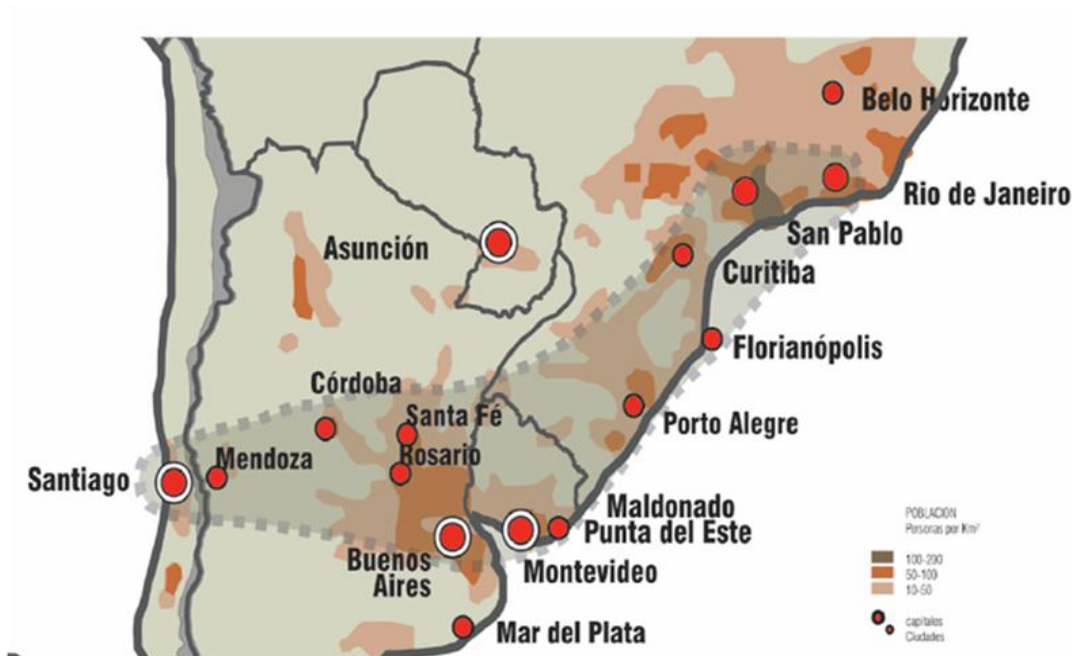 Belo Horizonte
Rio de Janeiro
San Pablo
Asunción
Curitiba
Florianópolis
Córdoba
Santa Fé
Porto Alegre
Rosario
Mendoza
Santiago
Maldonado
Punta del Este
Buenos
Aires
Montevideo
Mar del Plata
POBLACION
Personas por Km²
100-200
50-100
10-50
capitales
Ciudades